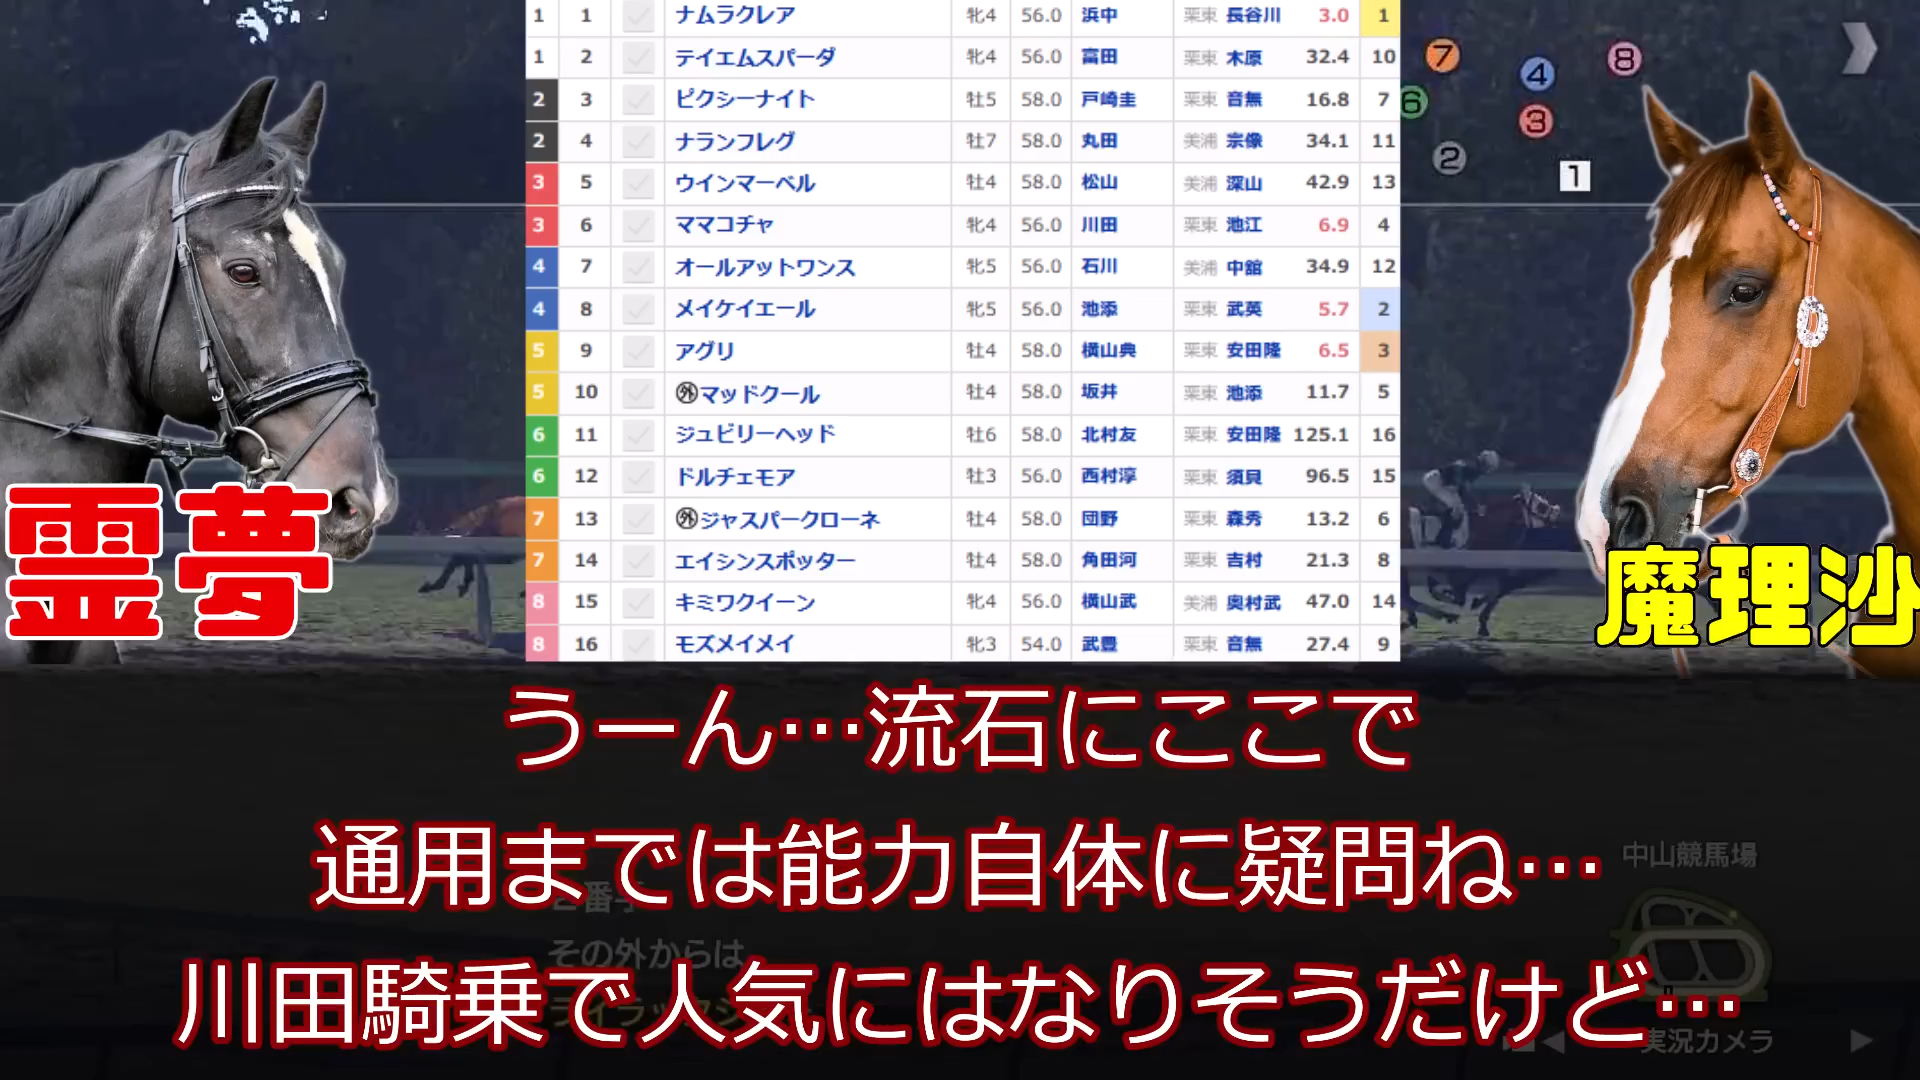 1 1 ナムラクレア 牝4 56.0 浜中 栗東 長谷川 3.0 1
1 2 テイエムスパーダ 牝4 56.0 富田 栗東 木原 32.4 10
2 3 ピクシーナイト 牡5 58.0 戸崎圭 栗東 音無 16.8 7
2 4 ナランフレグ 牡7 58.0 丸田 美浦 宗像 34.1 11
3 5 ウインマーベル 牡4 58.0 松山 美浦 深山 42.9 13
3 6 ママコチャ 牝4 56.0 川田 栗東 池江 6.9 4
4 7 オールアットワンス 牝5 56.0 石川 美浦 中舘 34.9 12
4 8 メイケイエール 牝5 56.0 池添 栗東 武英 5.7 2
5 9 アグリ 牡4 58.0 横山典 栗東 安田隆 6.5 3
5 10 ㊕マッドクール 牡4 58.0 坂井 栗東 池添 11.7 5
6 11 ジュビリーヘッド 牡6 58.0 北村友 栗東 安田隆 125.1 16
6 12 ドルチェモア 牡3 56.0 西村淳 栗東 須貝 96.5 15
7 13 外ジャスパークローネ 牡4 58.0 団野 栗東 森秀 13.2 6
7 14 エイシンスポッター 牡4 58.0 角田河 栗東 吉村 21.3 8
8 15 キミワクイーン 牝4 56.0 横山武 美浦 奥村武 47.0 14
8 16 モズメイメイ 牝3 54.0 武豊 栗東 音無 27.4 9
7
4
8
6
3
2
1
霊夢
魔理沙
うーん…流石にここで
通用までは能力自体に疑問ね…
川田騎乗で人気にはなりそうだけど…
中山競馬場
その外からは
実況カメラ